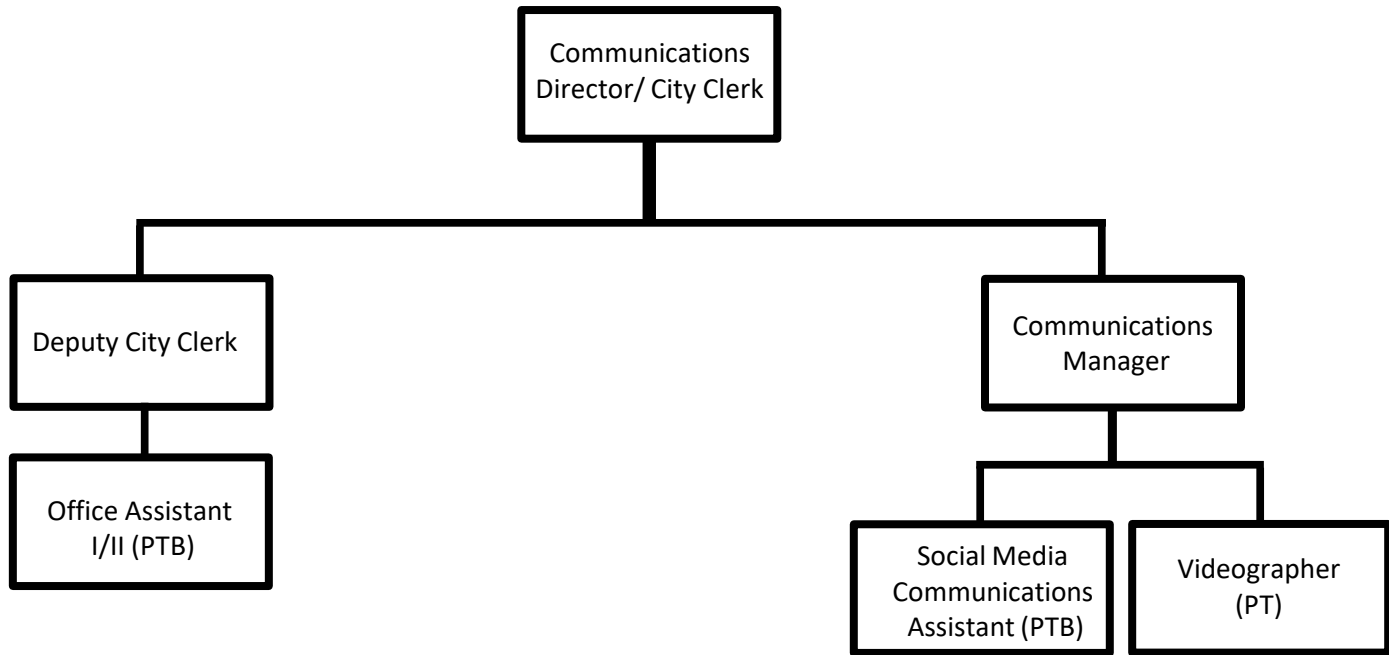 Communications
Director/ City Clerk
Deputy City Clerk
Communications
Manager
Office Assistant
I/II (PTB)
Social Media
Communications
Assistant (PTB)
Videographer
(PT)